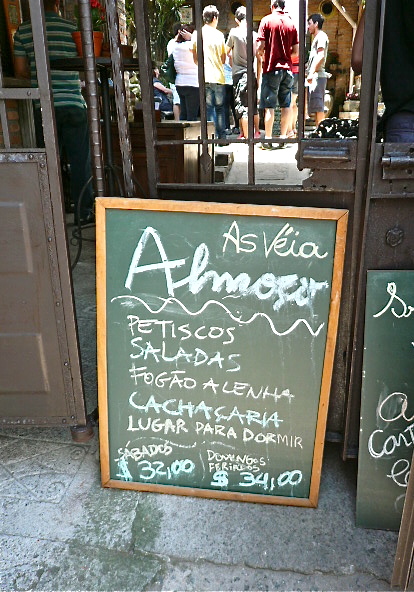 As Véia
Almoço
PETISCOS
SALADAS
FOGÃO A LENHA
CACHAÇARIA
LUGAR PARA DORMIR
SÁBADOS
$ 32,00
DOMINGOS
FERIADOS
$ 34,00